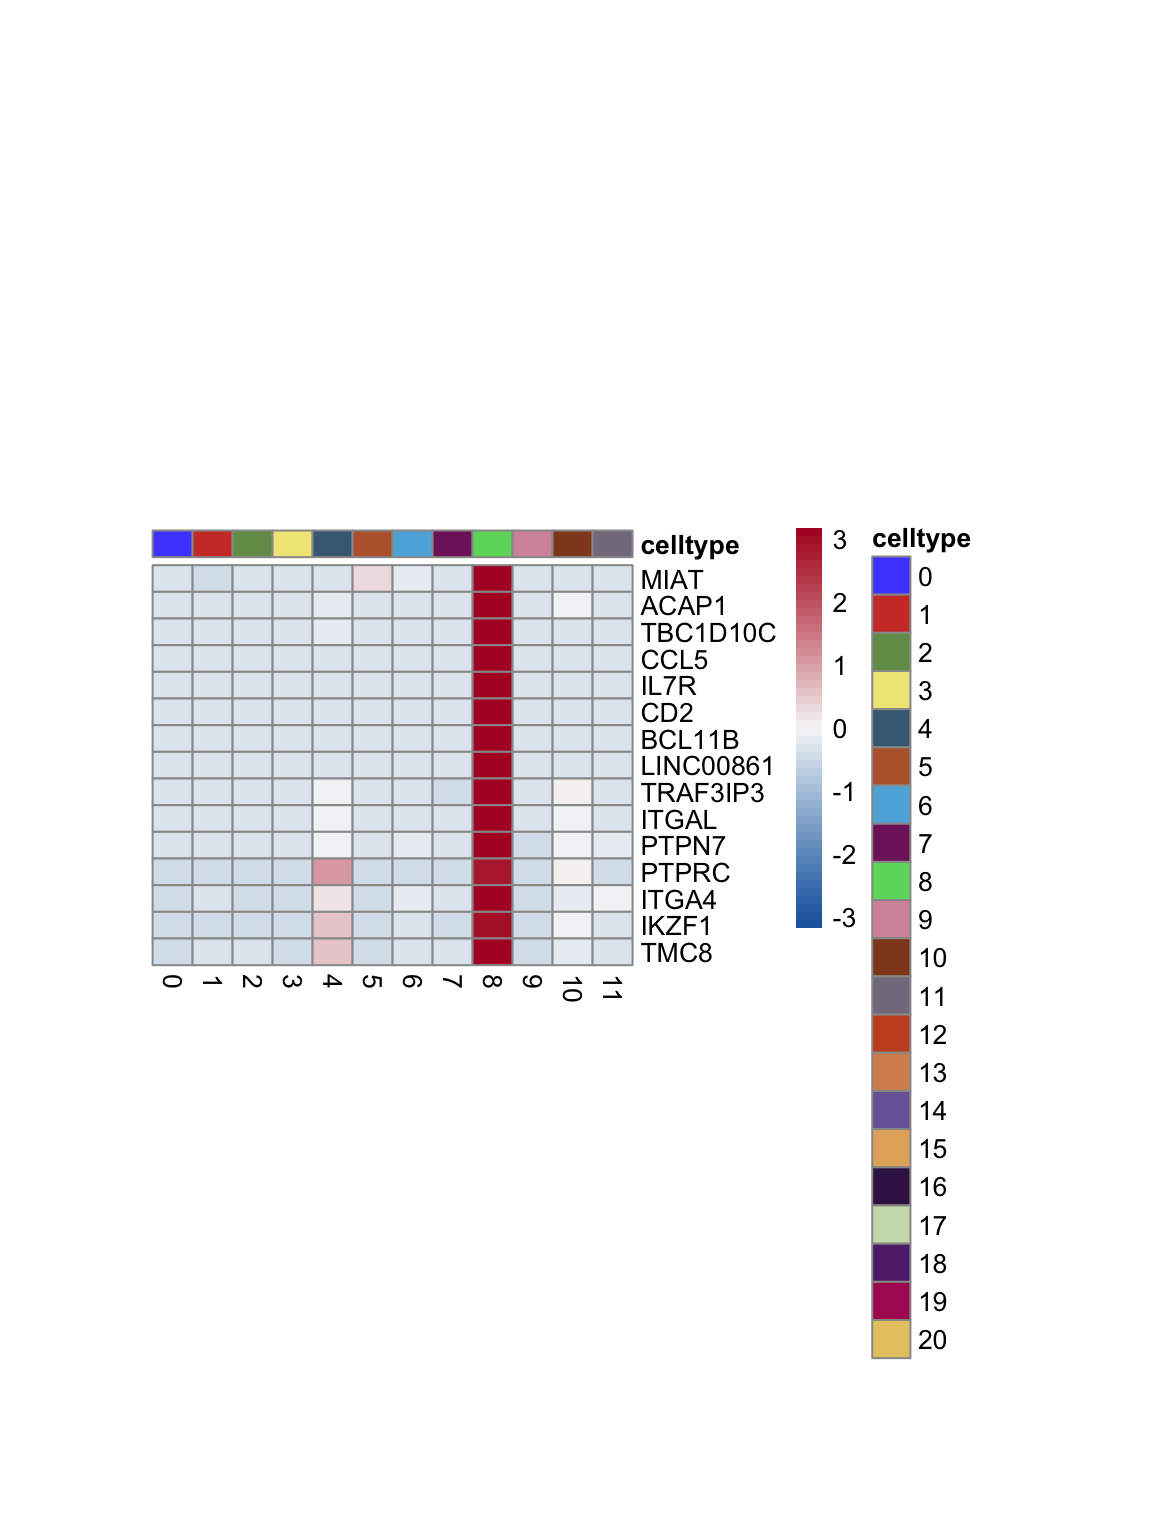 celltype
MIAT
ACAP1
TBC1D10C
CCL5
IL7R
CD2
BCL11B
LINC00861
TRAF3IP3
ITGAL
PTPN7
PTPRC
ITGA4
IKZF1
TMC8
0 1 2 3 4 5 6 7 8 9 10 11
3
2
1
0
-1
-2
-3
celltype
0
1
2
3
4
5
6
7
8
9
10
11
12
13
14
15
16
17
18
19
20